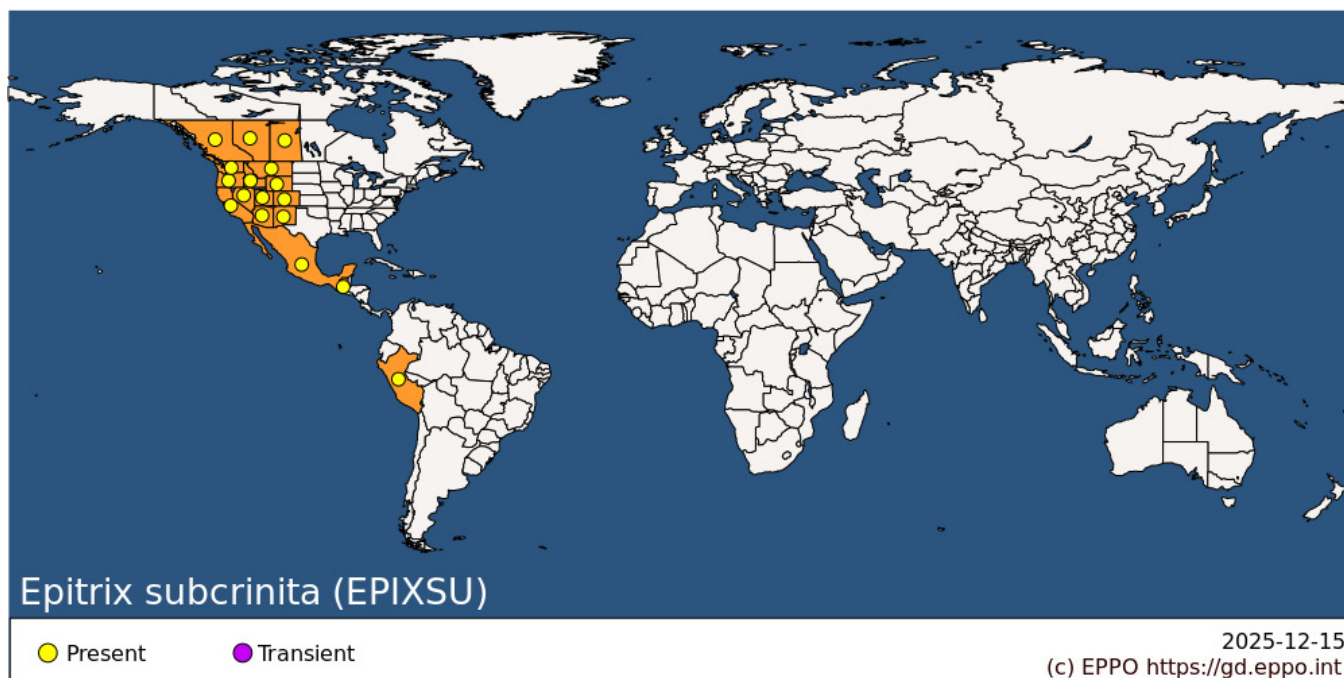 Epitrix subcrinita (EPIXSU)
Present
Transient
2025-12-15
(c) EPPO https://gd.eppo.int